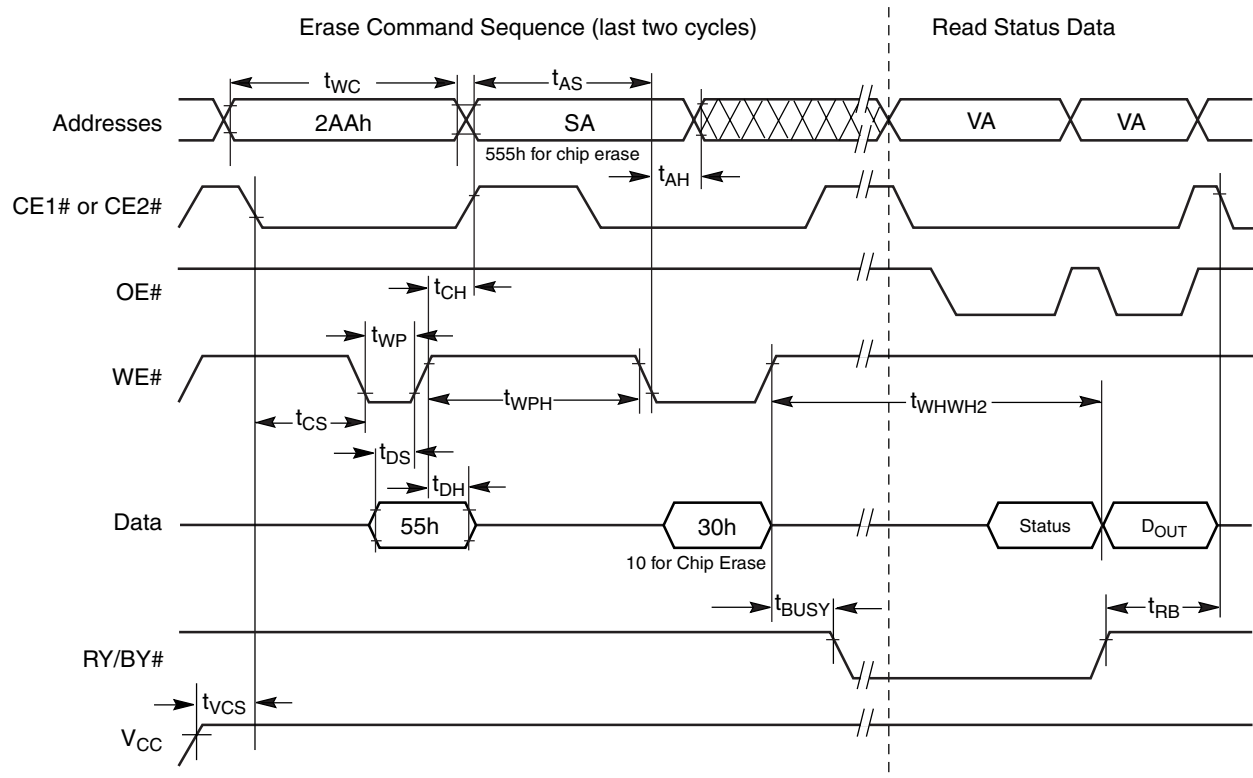 Erase Command Sequence (last two cycles)
Read Status Data
tWC
tAS
Addresses
2AAh
SA
VA
VA
555h for chip erase
tAH
CE1# or CE2#
OE#
tCH
tWP
WE#
tWPH
tWHWH2
tCS
tDS
tDH
Data
55h
30h
Status
DOUT
10 for Chip Erase
tBUSY
tRB
RY/BY#
tVCS
VCC